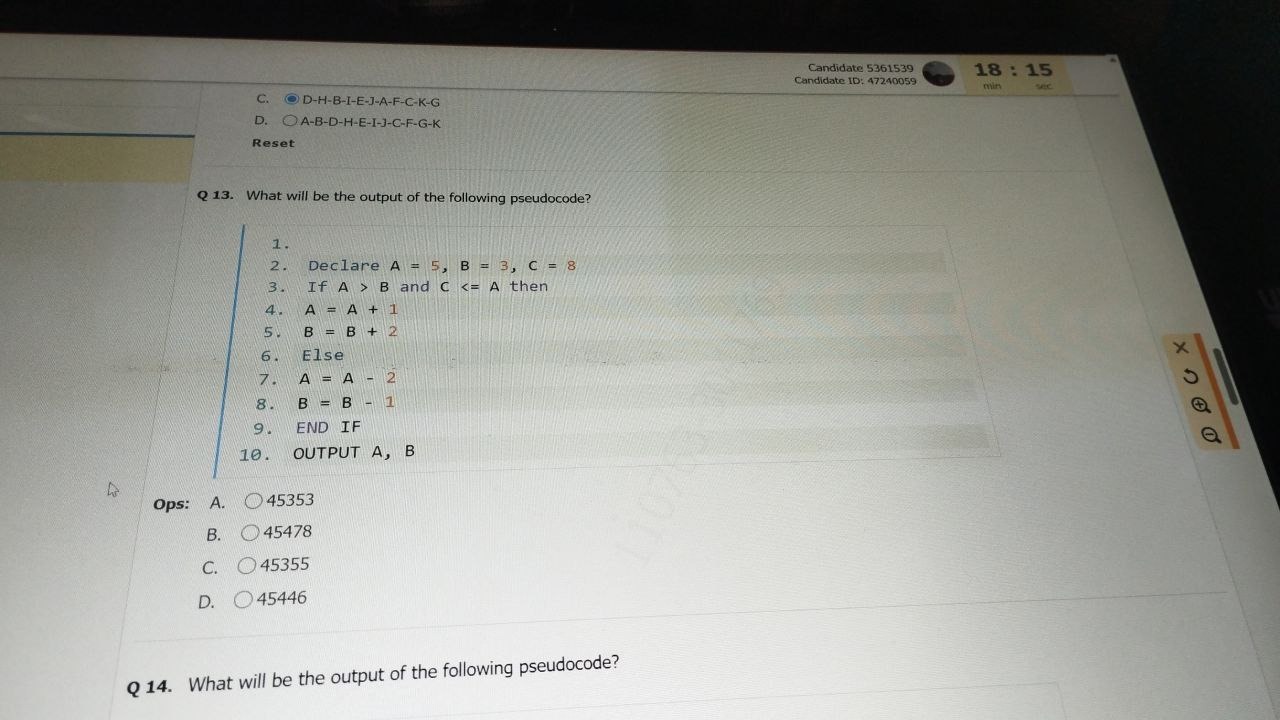 Candidate 5361539
Candidate ID: 47240059
18 : 15
min sec
C. D-H-B-I-E-J-A-F-C-K-G
D. A-B-D-H-E-I-J-C-F-G-K
Reset
Q 13. What will be the output of the following pseudocode?
1.
2. Declare A = 5, B = 3, C = 8
3. If A > B and C <= A then
4. A = A + 1
5. B = B + 2
6. Else
7. A = A - 2
8. B = B - 1
9. END IF
10. OUTPUT A, B
Ops: A. 45353
B. 45478
C. 45355
D. 45446
Q 14. What will be the output of the following pseudocode?